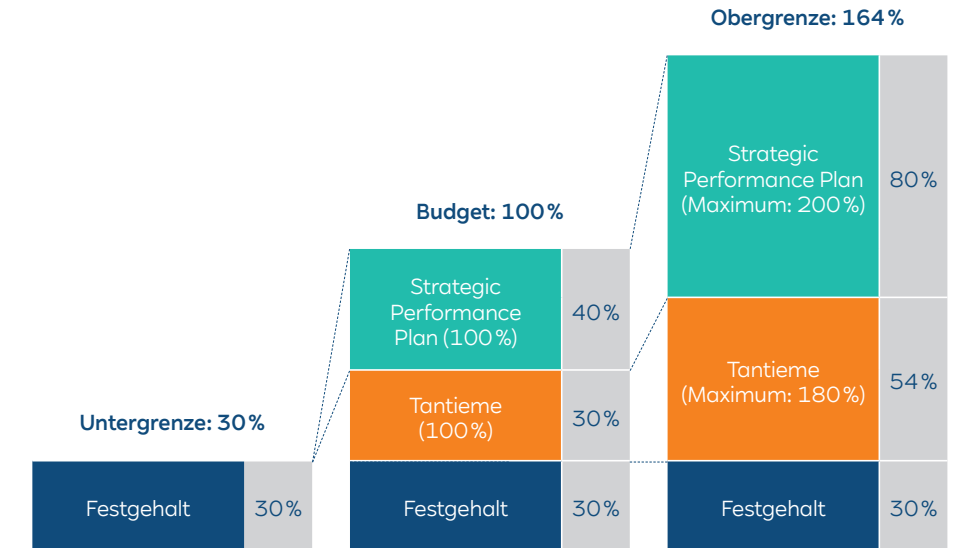 Obergrenze: 164 %
Strategic
Performance Plan
(Maximum: 200 %)
80 %
Budget: 100 %
Strategic
Performance
Plan (100 %)
40 %
Tantieme
(Maximum: 180 %)
54 %
Untergrenze: 30 %
Tantieme
(100 %)
30 %
Festgehalt
30 %
Festgehalt
30 %
Festgehalt
30 %